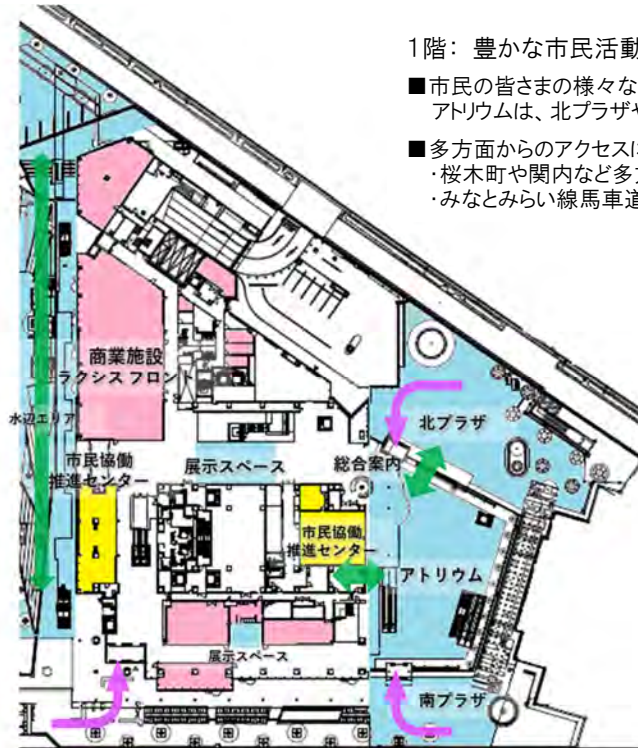 1階： 豊かな市民活動
■市民の皆さまの様々な
アトリウムは、北プラザや
■多方面からのアクセスに
・桜木町や関内など多方
・みなとみらい線馬車道
商業施設
ラクシス フロント
水辺エリア
北プラザ
市民協働
推進センター
展示スペース
総合案内
市民協働
推進センター
アトリウム
展示スペース
南プラザ